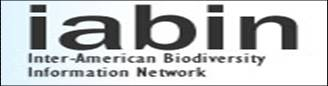 iabin
Inter-American Biodiversity
Information Network